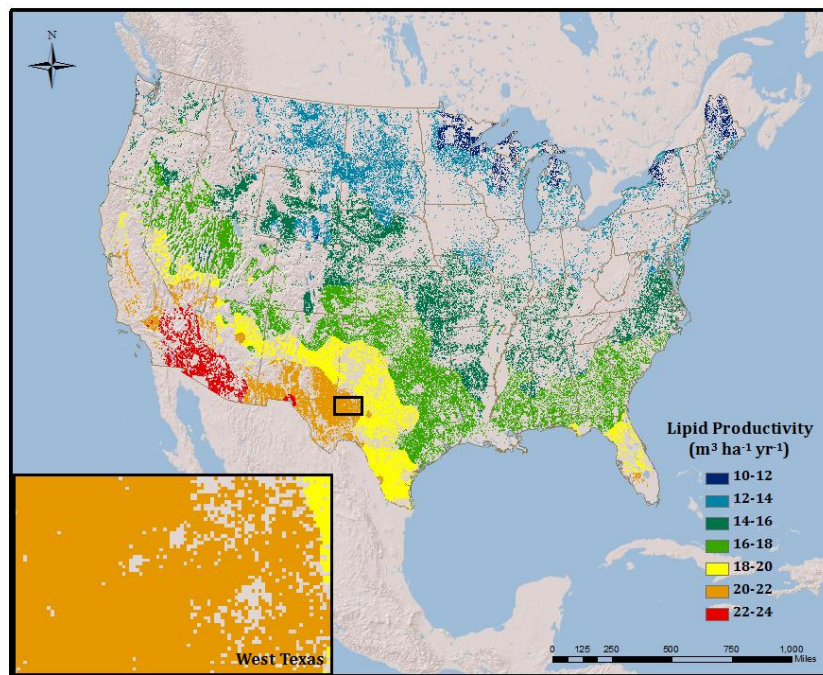 N
Lipid Productivity
(m³ ha⁻¹ yr⁻¹)
10-12
12-14
14-16
16-18
18-20
20-22
22-24
West Texas
0 125 250 500 750 1,000
Miles